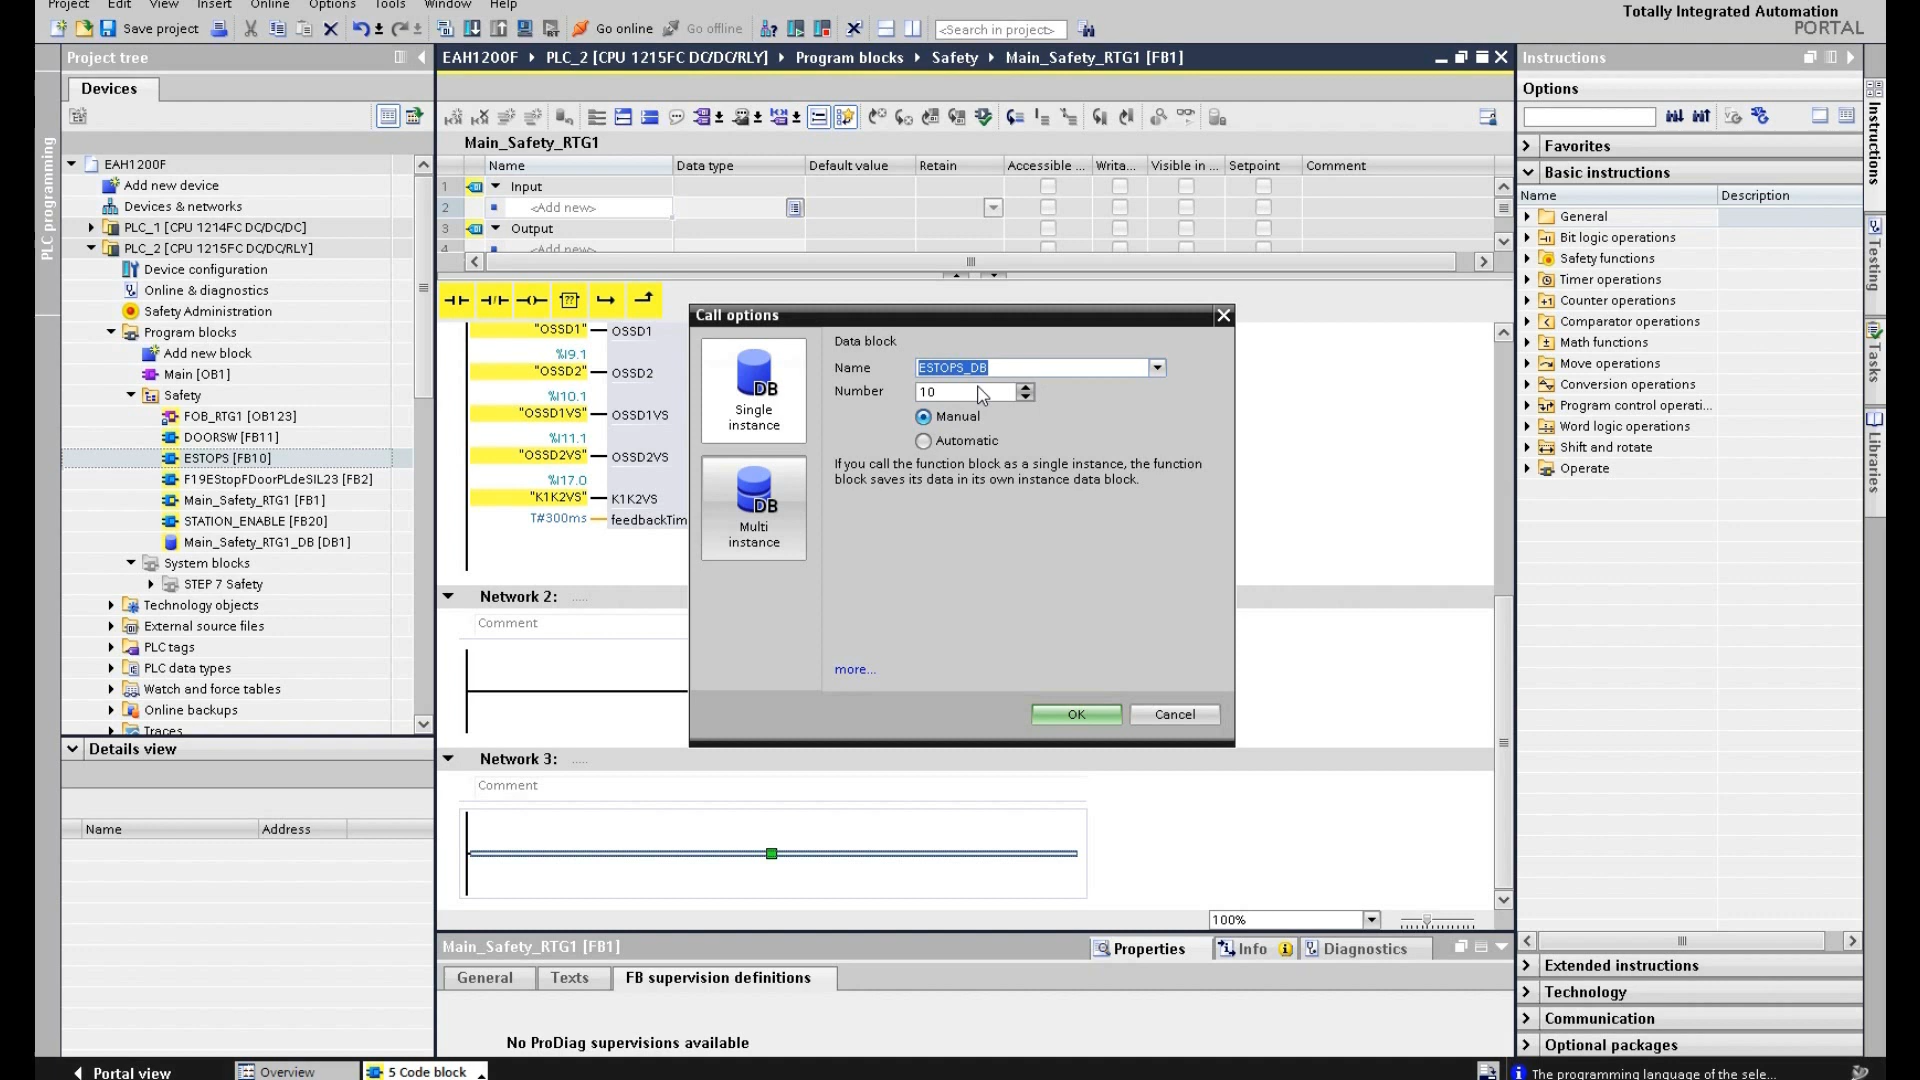 Project Edit View Insert Online Options Tools Window Help
Totally Integrated Automation
PORTAL
Save project
Go online
Go offline
<Search in project>
Project tree
EAH1200F
PLC_2 [CPU 1215FC DC/DC/RLY]
Program blocks
Safety
Main_Safety_RTG1 [FB1]
Instructions
Devices
Options
PLC programming
Main_Safety_RTG1
Name
Data type
Default value
Retain
Accessible ...
Writa...
Visible in ...
Setpoint
Comment
1
Input
2
<Add new>
3
Output
4
<Add new>
EAH1200F
Add new device
Devices & networks
PLC_1 [CPU 1214FC DC/DC/DC]
PLC_2 [CPU 1215FC DC/DC/RLY]
Device configuration
Online & diagnostics
Safety Administration
Program blocks
Add new block
Main [OB1]
Safety
FOB_RTG1 [OB123]
DOORSW [FB11]
ESTOPS [FB10]
F19EStopFDoorPLdeSIL23 [FB2]
Main_Safety_RTG1 [FB1]
STATION_ENABLE [FB20]
Main_Safety_RTG1_DB [DB1]
System blocks
STEP 7 Safety
Technology objects
External source files
PLC tags
PLC data types
Watch and force tables
Online backups
Traces
Details view
Name
Address
??
"OSSD1"
OSSD1
%I9.1
"OSSD2"
OSSD2
%I10.1
"OSSD1VS"
OSSD1VS
%I11.1
"OSSD2VS"
OSSD2VS
%I17.0
"K1K2VS"
K1K2VS
T#300ms
feedbackTim
Network 2:
.....
Comment
Network 3:
.....
Comment
100%
Call options
DB
Single
instance
DB
Multi
instance
Data block
Name
ESTOPS_DB
Number
10
Manual
Automatic
If you call the function block as a single instance, the function
block saves its data in its own instance data block.
more...
OK
Cancel
Favorites
Basic instructions
Name
Description
General
Bit logic operations
Safety functions
Timer operations
Counter operations
Comparator operations
Math functions
Move operations
Conversion operations
Program control operati...
Word logic operations
Shift and rotate
Operate
Extended instructions
Technology
Communication
Optional packages
Instructions
Testing
Tasks
Libraries
Main_Safety_RTG1 [FB1]
Properties
Info
Diagnostics
General
Texts
FB supervision definitions
No ProDiag supervisions available
Portal view
Overview
5 Code block
The programming language of the sele...